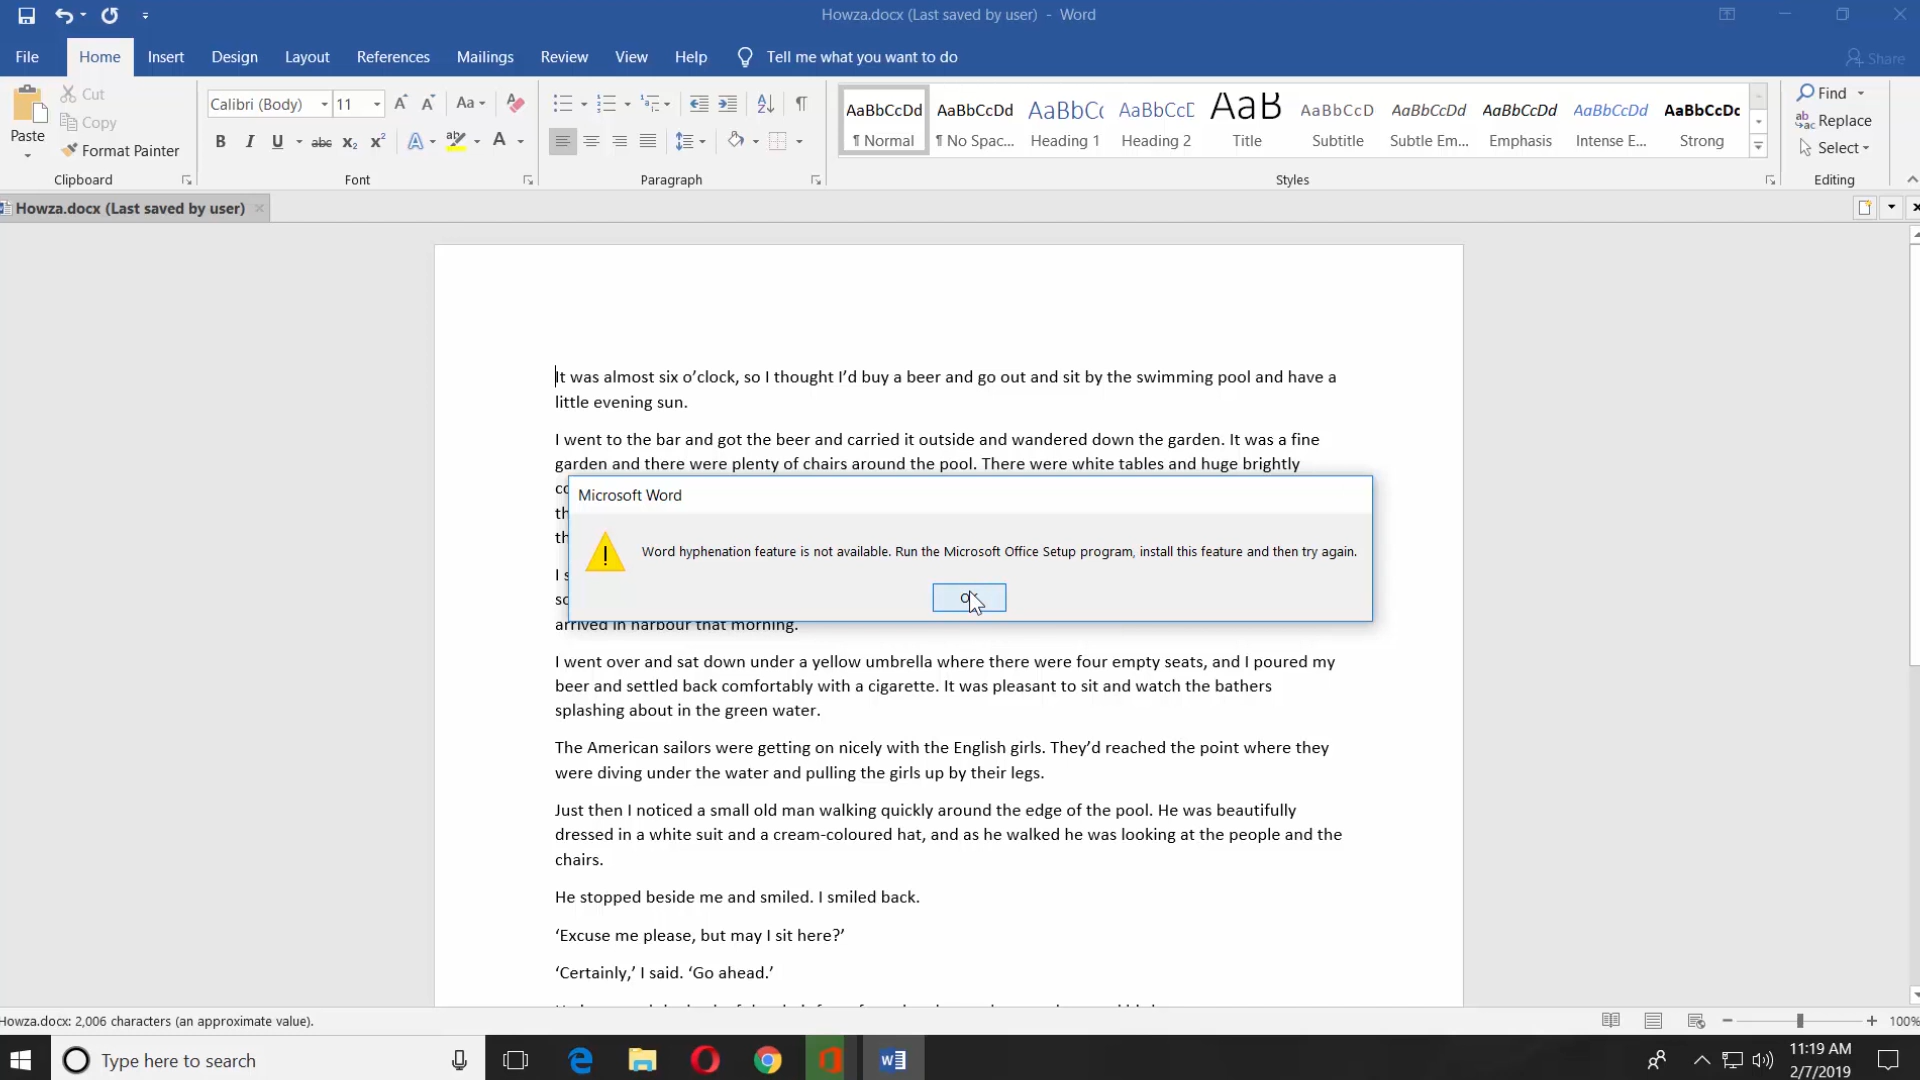 Howza.docx (Last saved by user) - Word
File Home Insert Design Layout References Mailings Review View Help Tell me what you want to do Share
Paste Cut Copy Format Painter
Clipboard
Calibri (Body) 11 Aa
B I U abc x₂ x² A ab A
Font
A Z ¶
Paragraph
AaBbCcDd AaBbCcDd AaBbC AaBbCcD AaB AaBbCcD AaBbCcDd AaBbCcDd AaBbCcDd AaBbCcDc
¶ Normal ¶ No Spac... Heading 1 Heading 2 Title Subtitle Subtle Em... Emphasis Intense E... Strong
Styles
Find
Replace
Select
Editing
Howza.docx (Last saved by user)
It was almost six o’clock, so I thought I’d buy a beer and go out and sit by the swimming pool and have a
little evening sun.
I went to the bar and got the beer and carried it outside and wandered down the garden. It was a fine
garden and there were plenty of chairs around the pool. There were white tables and huge brightly
Microsoft Word
Word hyphenation feature is not available. Run the Microsoft Office Setup program, install this feature and then try again.
arrived in harbour that morning.
I went over and sat down under a yellow umbrella where there were four empty seats, and I poured my
beer and settled back comfortably with a cigarette. It was pleasant to sit and watch the bathers
splashing about in the green water.
The American sailors were getting on nicely with the English girls. They’d reached the point where they
were diving under the water and pulling the girls up by their legs.
Just then I noticed a small old man walking quickly around the edge of the pool. He was beautifully
dressed in a white suit and a cream-coloured hat, and as he walked he was looking at the people and the
chairs.
He stopped beside me and smiled. I smiled back.
‘Excuse me please, but may I sit here?’
‘Certainly,’ I said. ‘Go ahead.’
Howza.docx: 2,006 characters (an approximate value).
100%
Type here to search
11:19 AM
2/7/2019